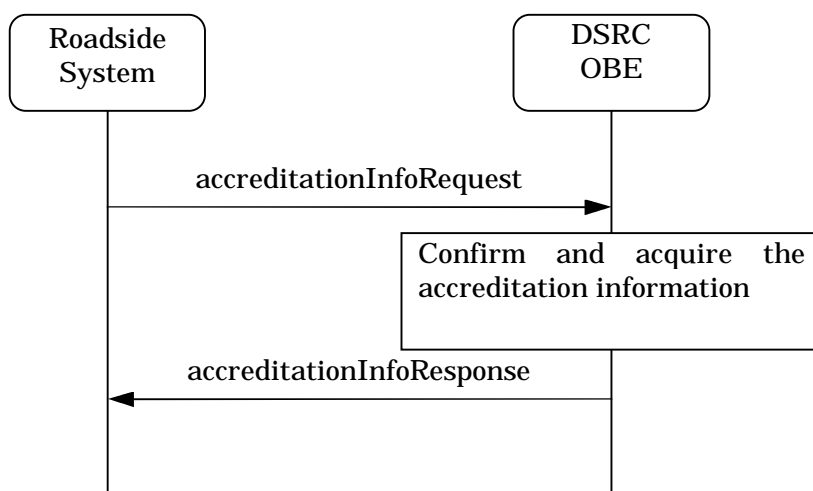 Roadside
System
DSRC
OBE
accreditationInfoRequest
Confirm and acquire the
accreditation information
accreditationInfoResponse